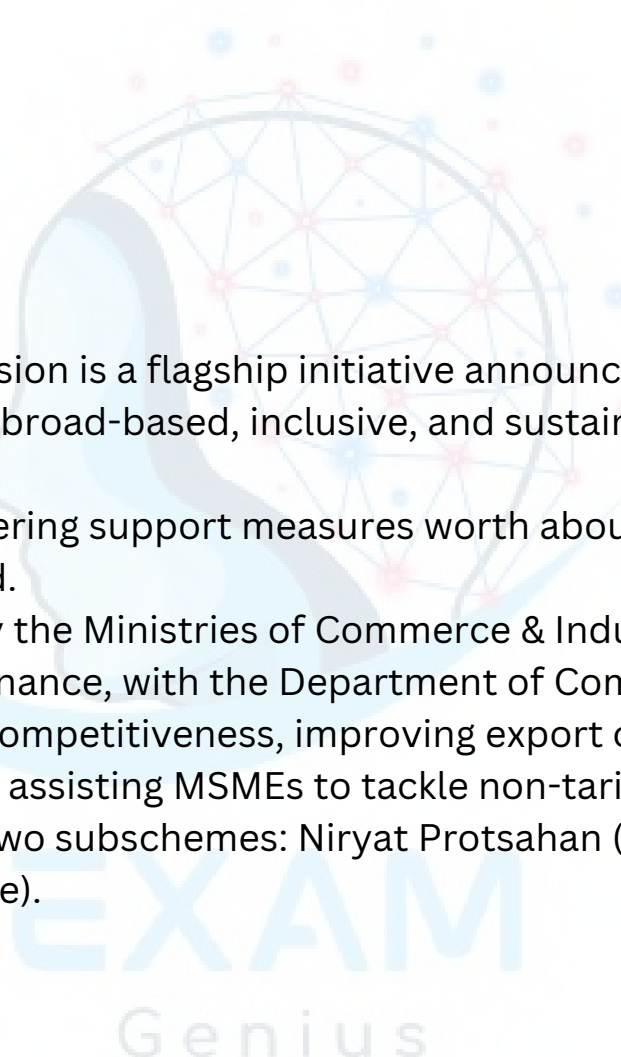 sion is a flagship initiative announc
broad-based, inclusive, and sustain
ering support measures worth abou
d.
y the Ministries of Commerce & Indu
nance, with the Department of Com
ompetitiveness, improving export c
assisting MSMEs to tackle non-tari
wo subschemes: Niryat Protsahan (
e).
EXAM
Genius